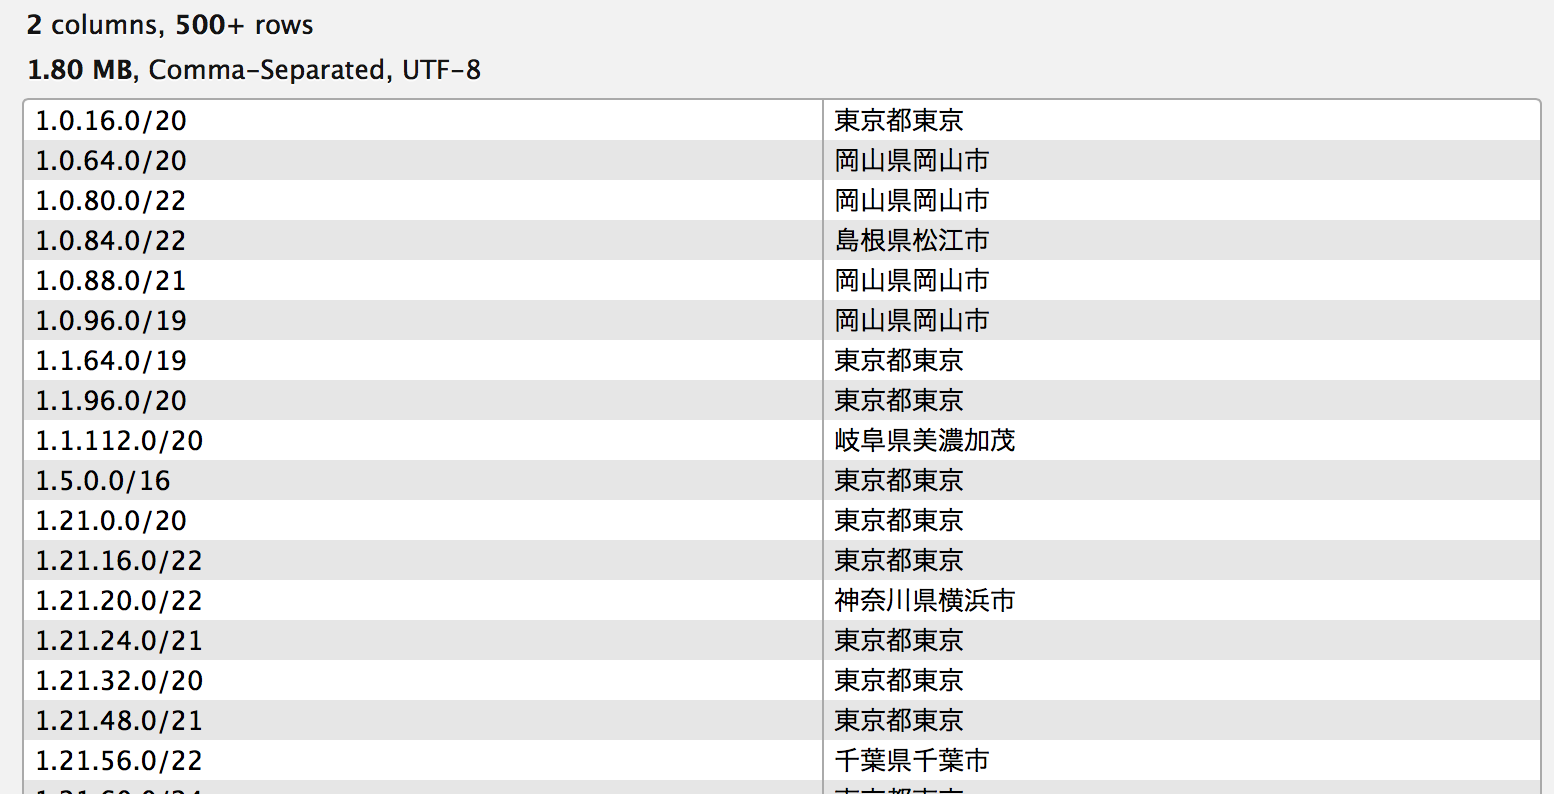 2 columns, 500+ rows
1.80 MB, Comma-Separated, UTF-8
1.0.16.0/20 東京都東京
1.0.64.0/20 岡山県岡山市
1.0.80.0/22 岡山県岡山市
1.0.84.0/22 島根県松江市
1.0.88.0/21 岡山県岡山市
1.0.96.0/19 岡山県岡山市
1.1.64.0/19 東京都東京
1.1.96.0/20 東京都東京
1.1.112.0/20 岐阜県美濃加茂
1.5.0.0/16 東京都東京
1.21.0.0/20 東京都東京
1.21.16.0/22 東京都東京
1.21.20.0/22 神奈川県横浜市
1.21.24.0/21 東京都東京
1.21.32.0/20 東京都東京
1.21.48.0/21 東京都東京
1.21.56.0/22 千葉県千葉市